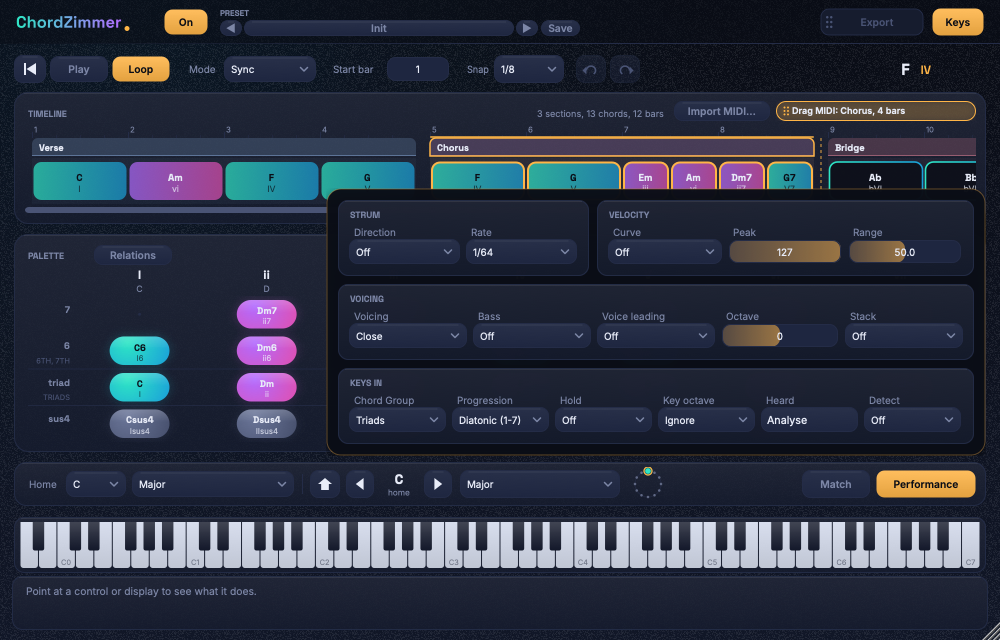 ChordZimmer.
On
PRESET
Init
Save
Export
Keys
Play
Loop
Mode
Sync
Start bar
1
Snap
1/8
F IV
TIMELINE
3 sections, 13 chords, 12 bars
Import MIDI...
Drag MIDI: Chorus, 4 bars
1 2 3 4 5 6 7 8 9 10
Verse
Chorus
Bridge
C Am F G F G Em Am Dm7 G7 Ab
I vi IV
PALETTE
Relations
I ii
C D
7
Dm7
ii7
6
6TH, 7TH
C6
I6
Dm6
ii6
triad
TRIADS
C
I
Dm
ii
sus4
Csus4
Isus4
Dsus4
IIsus4
STRUM
Direction Rate
Off 1/64
VELOCITY
Curve Peak Range
Off 127 50.0
VOICING
Voicing Bass Voice leading Octave Stack
Close Off Off 0 Off
KEYS IN
Chord Group Progression Hold Key octave Heard Detect
Triads Diatonic (1-7) Off Ignore Analyse Off
Home
C
Major
C
home
Major
Match
Performance
C0 C1 C2 C3 C4 C5 C6 C7
Point at a control or display to see what it does.